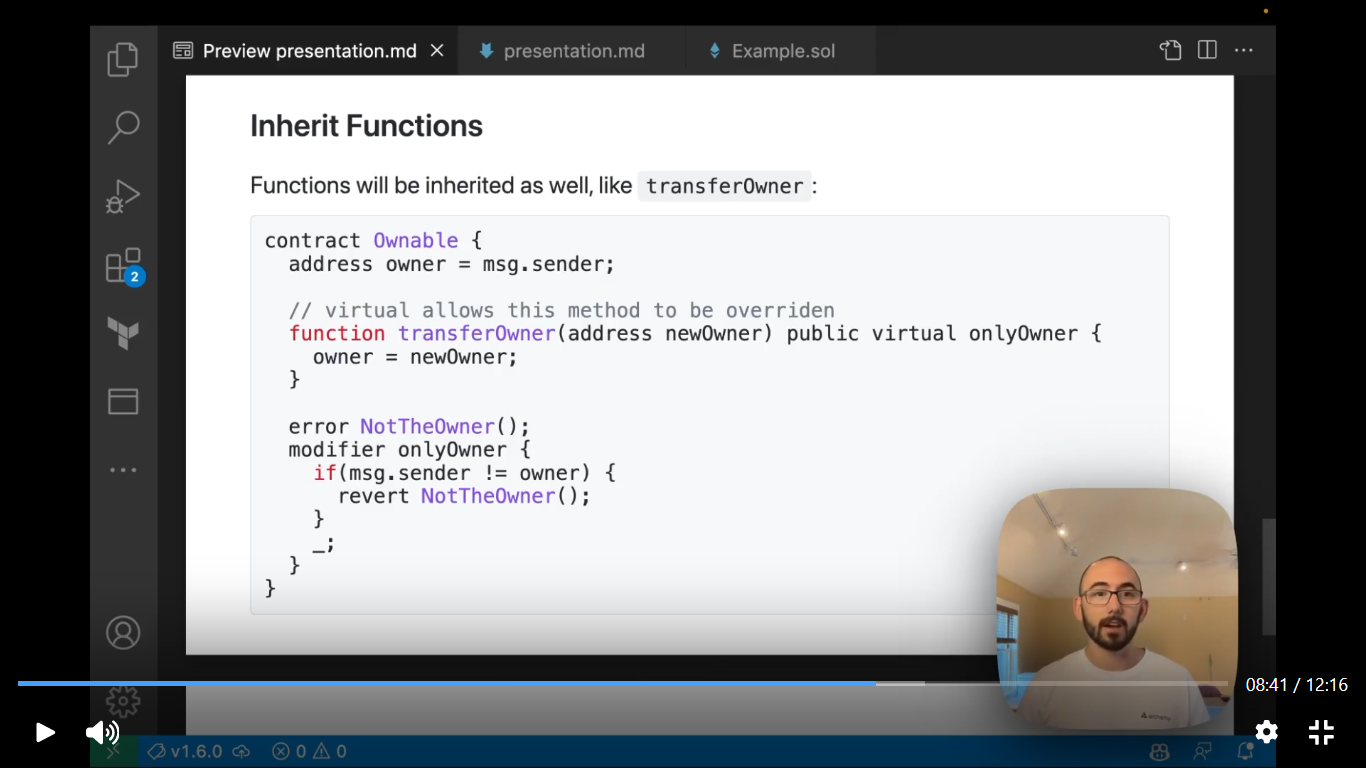 Preview presentation.md
presentation.md
Example.sol
Inherit Functions
Functions will be inherited as well, like transferOwner :
contract Ownable {
address owner = msg.sender;
// virtual allows this method to be overriden
function transferOwner(address newOwner) public virtual onlyOwner {
owner = newOwner;
}
error NotTheOwner();
modifier onlyOwner {
if(msg.sender != owner) {
revert NotTheOwner();
}
_;
}
}
2
alchemy
08:41 / 12:16
v1.6.0
0
0